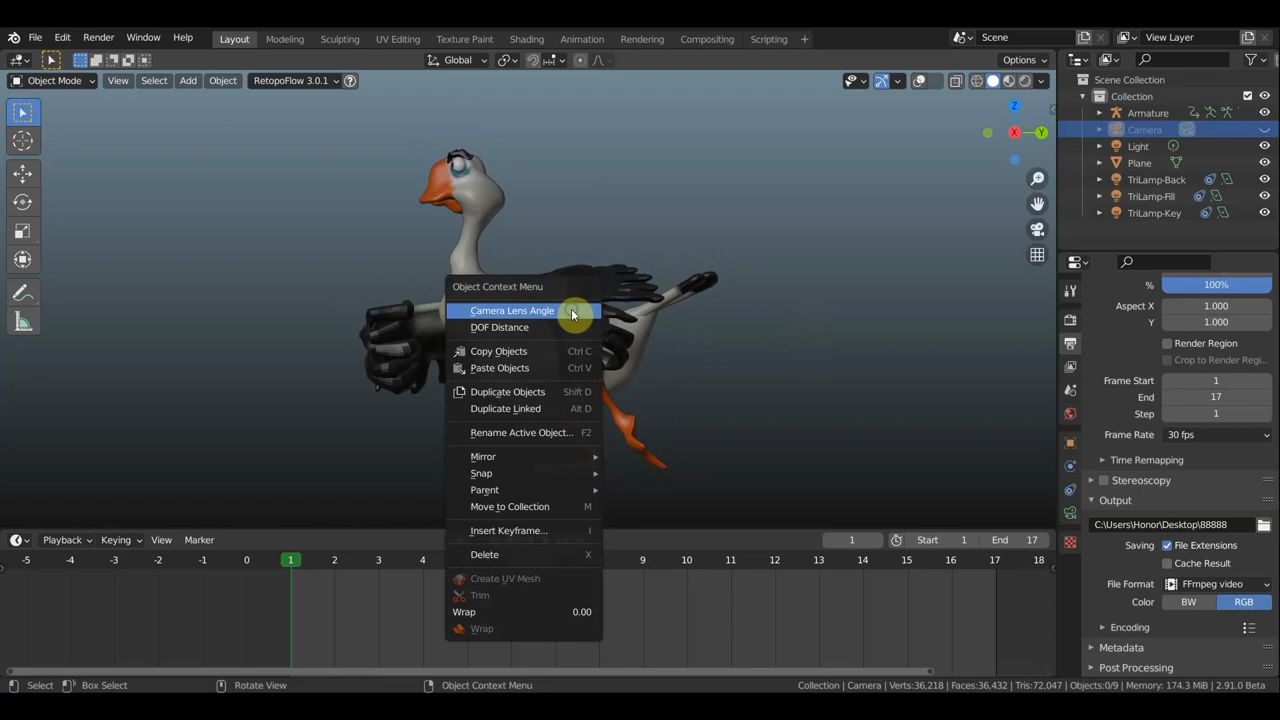 File Edit Render Window Help Layout Modeling Sculpting UV Editing Texture Paint Shading Animation Rendering Compositing Scripting + Scene View Layer
Global Options
Object Mode View Select Add Object RetopoFlow 3.0.1
Scene Collection
Collection
Armature
Camera
Light
Plane
TriLamp-Back
TriLamp-Fill
TriLamp-Key
Z
X
Y
Object Context Menu
Camera Lens Angle
DOF Distance
Copy Objects Ctrl C
Paste Objects Ctrl V
Duplicate Objects Shift D
Duplicate Linked Alt D
Rename Active Object... F2
Mirror
Snap
Parent
Move to Collection M
Insert Keyframe... I
Delete X
Create UV Mesh
Trim
Wrap 0.00
Wrap
% 100%
Aspect X 1.000
Y 1.000
Render Region
Crop to Render Regi...
Frame Start 1
End 17
Step 1
Frame Rate 30 fps
Time Remapping
Stereoscopy
Output
C:\Users\Honor\Desktop\88888
Saving File Extensions
Cache Result
File Format FFmpeg video
Color BW RGB
Encoding
Metadata
Post Processing
Playback Keying View Marker 1 Start 1 End 17
-5 -4 -3 -2 -1 0 1 2 3 4 9 10 11 12 13 14 15 16 17 18
Select Box Select Rotate View Object Context Menu Collection | Camera | Verts:36,218 | Faces:36,432 | Tris:72,047 | Objects:0/9 | Memory: 174.3 MiB | 2.91.0 Beta